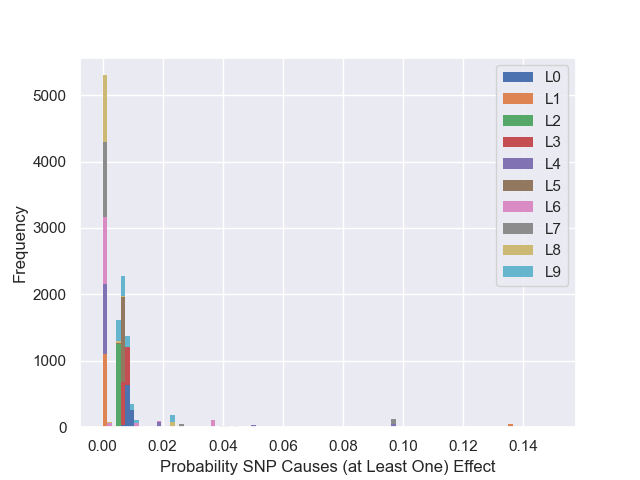 L0
L1
L2
L3
L4
L5
L6
L7
L8
L9
5000
4000
3000
2000
1000
0
Frequency
0.00 0.02 0.04 0.06 0.08 0.10 0.12 0.14
Probability SNP Causes (at Least One) Effect